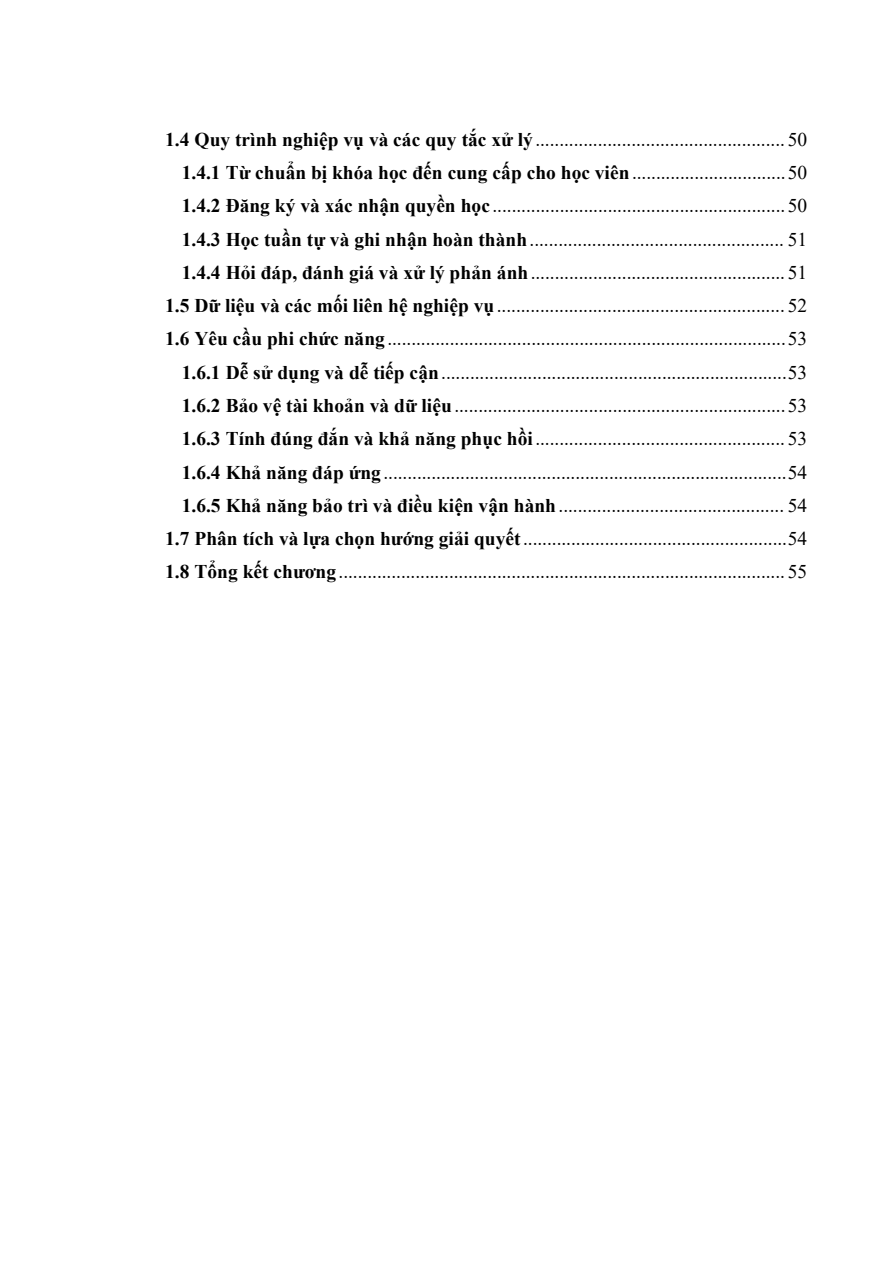 1.4 Quy trình nghiệp vụ và các quy tắc xử lý ..................................................... 50
1.4.1 Từ chuẩn bị khóa học đến cung cấp cho học viên ................................ 50
1.4.2 Đăng ký và xác nhận quyền học ............................................................. 50
1.4.3 Học tuần tự và ghi nhận hoàn thành ..................................................... 51
1.4.4 Hỏi đáp, đánh giá và xử lý phản ánh ..................................................... 51
1.5 Dữ liệu và các mối liên hệ nghiệp vụ ............................................................ 52
1.6 Yêu cầu phi chức năng ................................................................................... 53
1.6.1 Dễ sử dụng và dễ tiếp cận ........................................................................ 53
1.6.2 Bảo vệ tài khoản và dữ liệu ..................................................................... 53
1.6.3 Tính đúng đắn và khả năng phục hồi .................................................... 53
1.6.4 Khả năng đáp ứng .................................................................................... 54
1.6.5 Khả năng bảo trì và điều kiện vận hành ............................................... 54
1.7 Phân tích và lựa chọn hướng giải quyết ....................................................... 54
1.8 Tổng kết chương ............................................................................................. 55